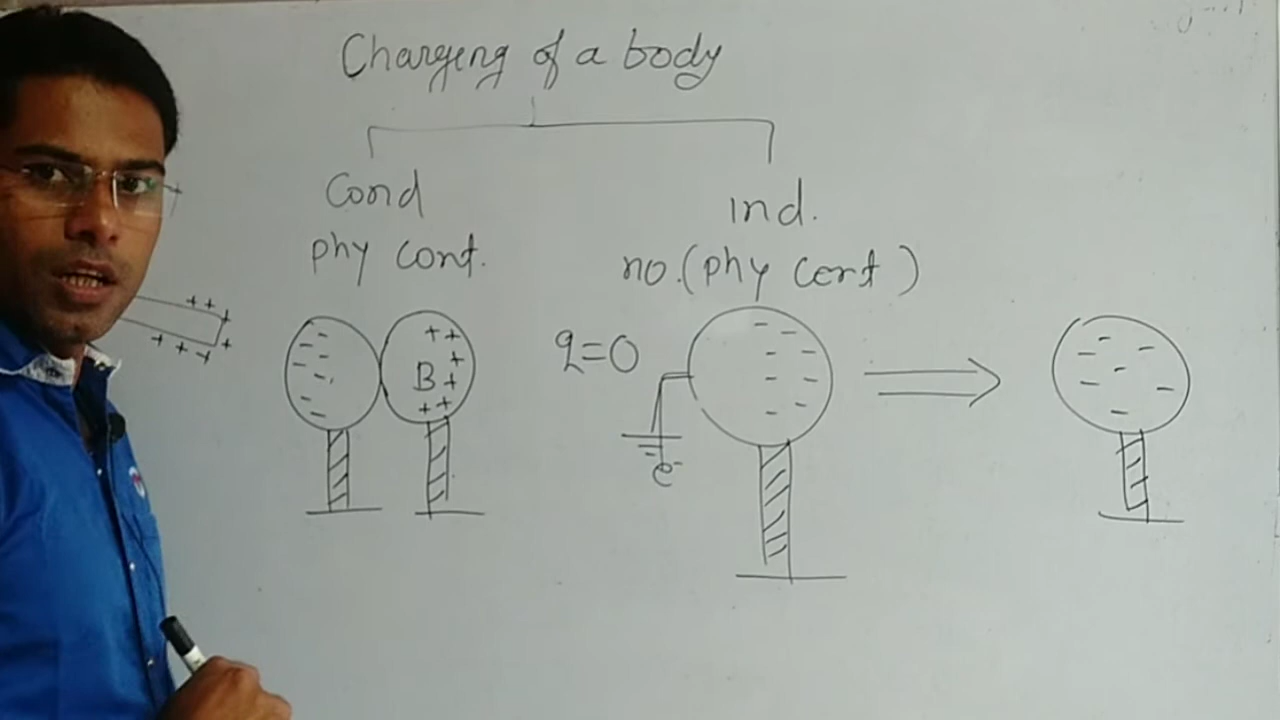 Charging of a body
Cond
phy cont.
ind.
no.(phy cont)
q=0
B
e-